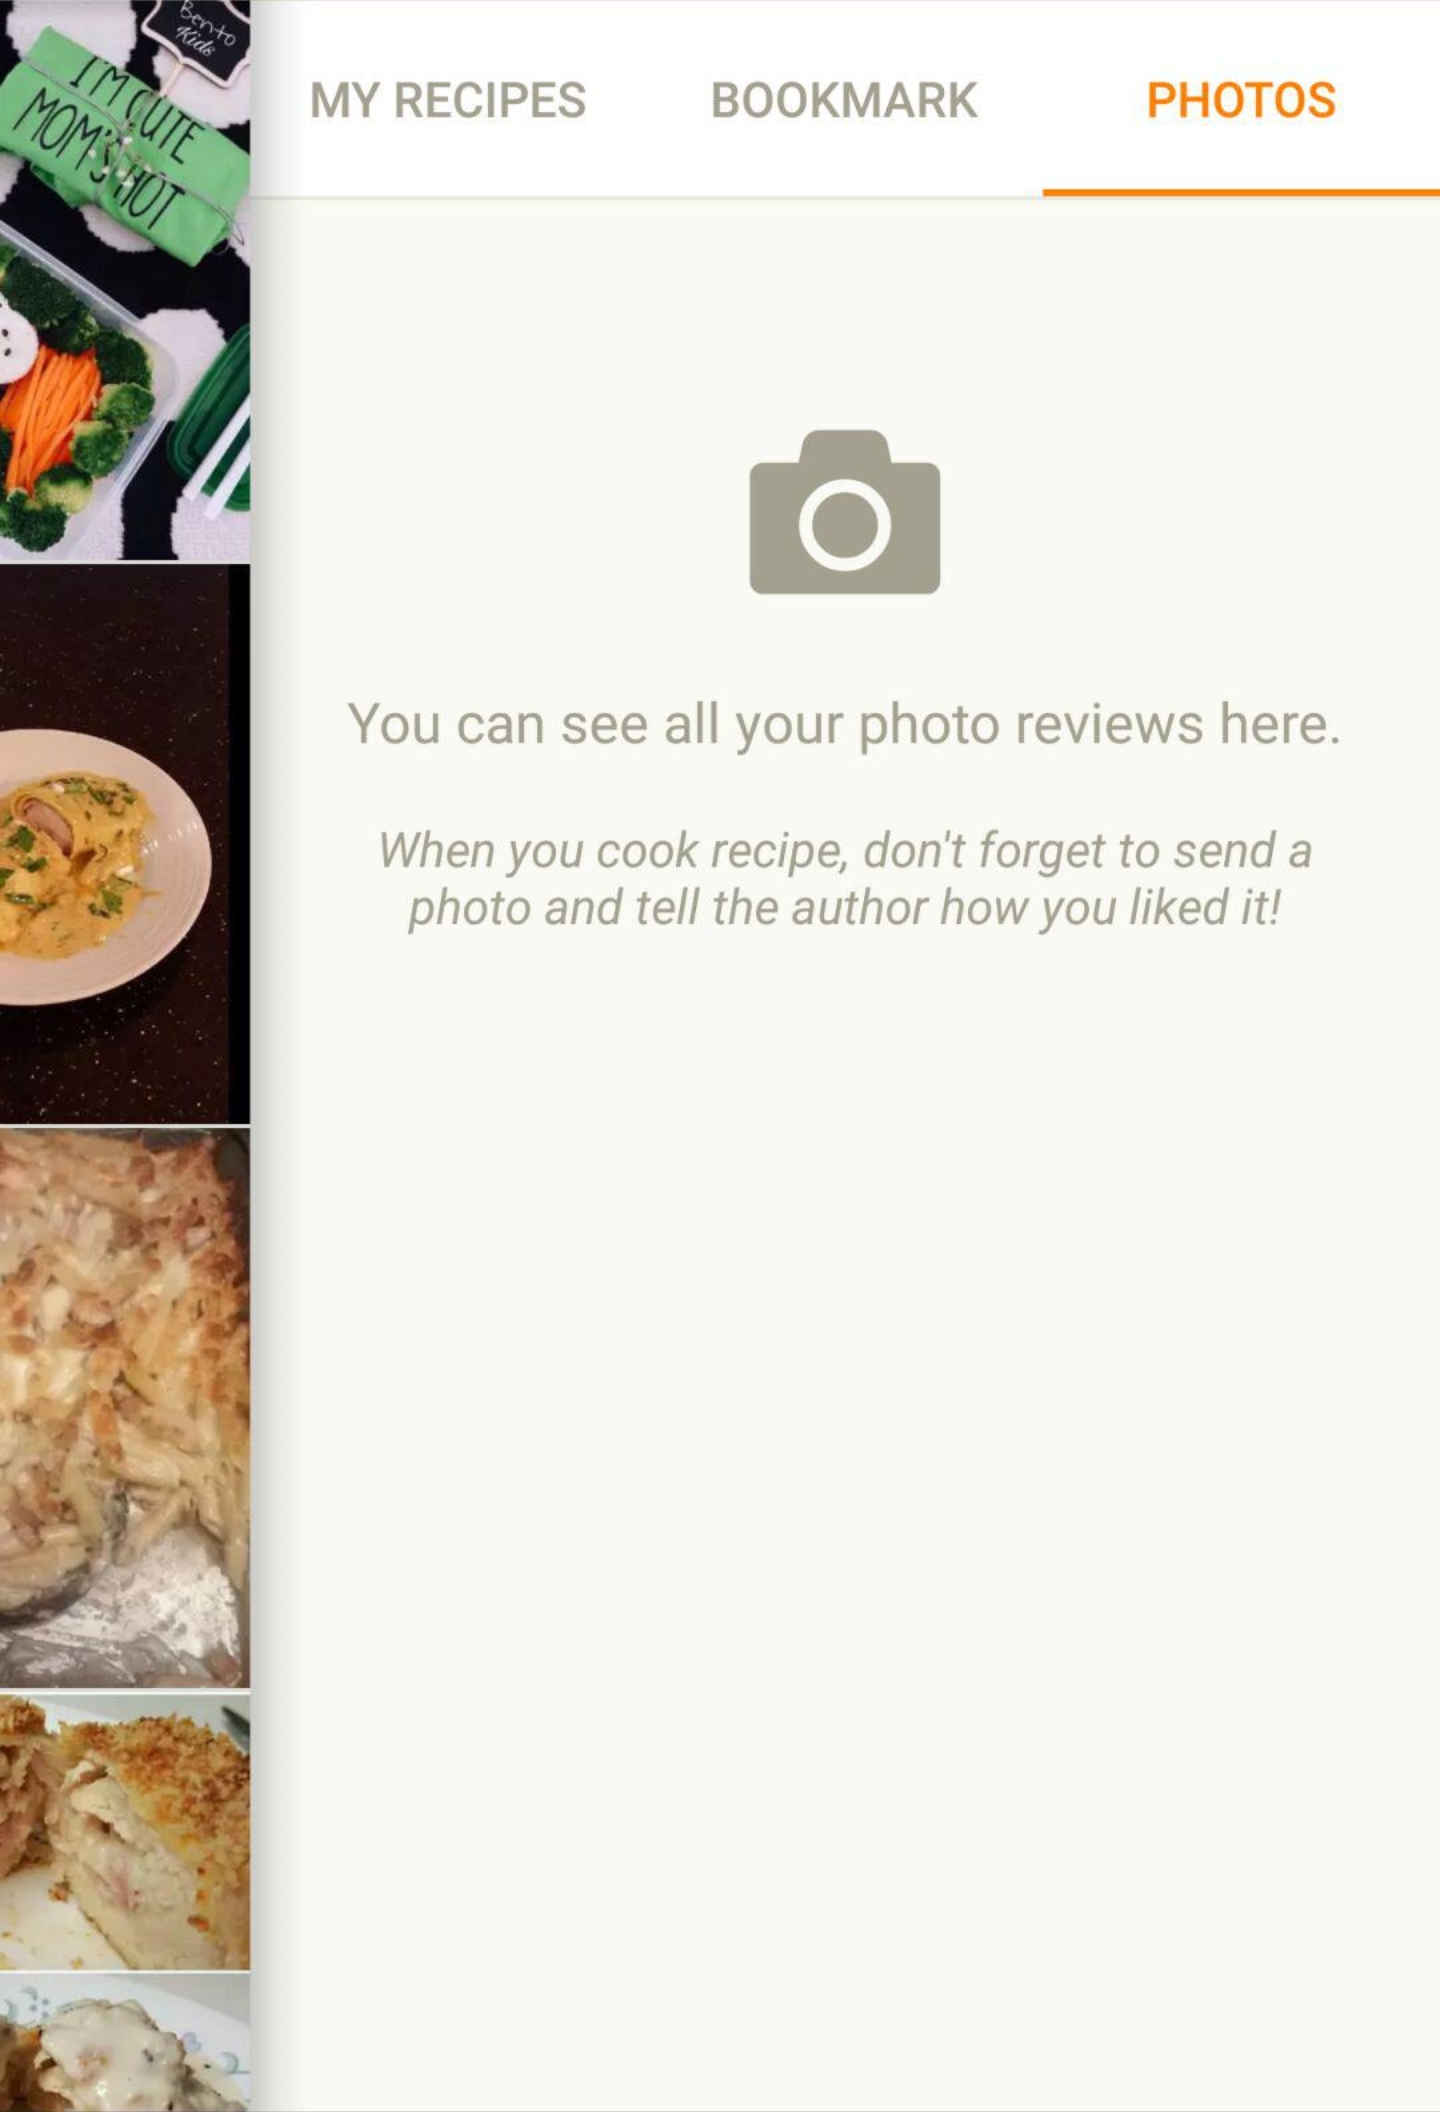 Bento
Kids
I'M CUTE
MOM'S HOT
MY RECIPES
BOOKMARK
PHOTOS
You can see all your photo reviews here.
When you cook recipe, don't forget to send a
photo and tell the author how you liked it!